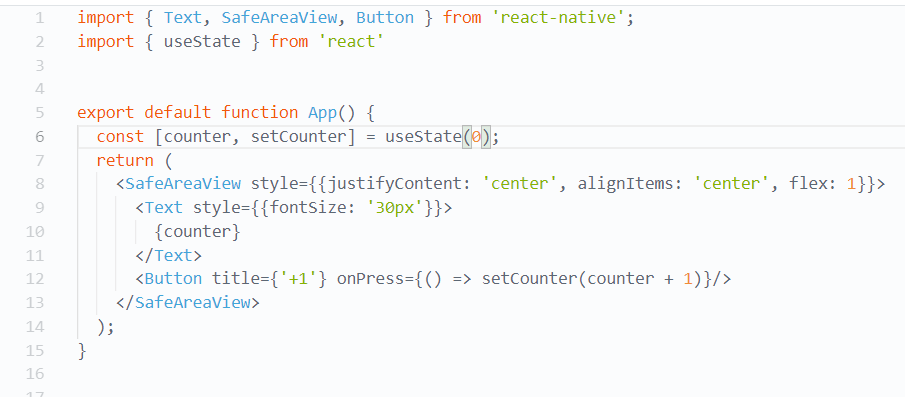 1 import { Text, SafeAreaView, Button } from 'react-native';
2 import { useState } from 'react'
3
4
5 export default function App() {
6   const [counter, setCounter] = useState(0);
7   return (
8     <SafeAreaView style={{justifyContent: 'center', alignItems: 'center', flex: 1}}>
9       <Text style={{fontSize: '30px'}}>
10         {counter}
11       </Text>
12       <Button title={'+1'} onPress={() => setCounter(counter + 1)}/>
13     </SafeAreaView>
14   );
15 }
16
17